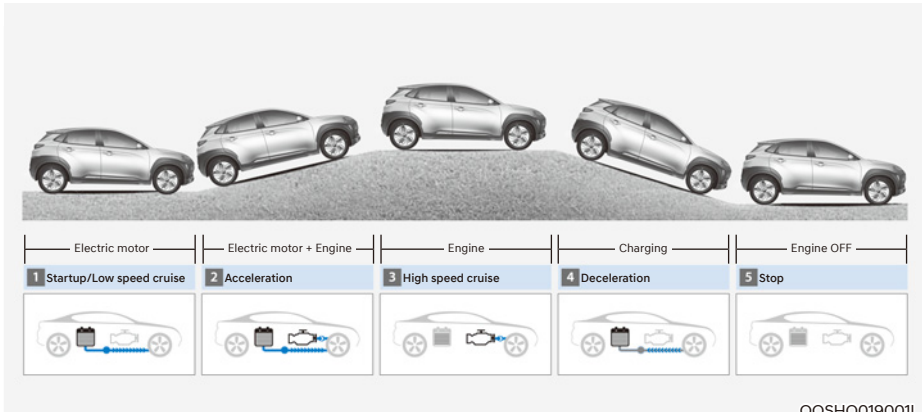 Electric motor
Electric motor + Engine
Engine
Charging
Engine OFF
1 Startup/Low speed cruise
2 Acceleration
3 High speed cruise
4 Deceleration
5 Stop